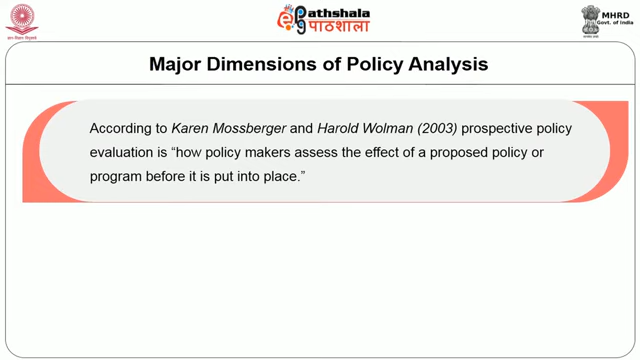 ePathshala
पाठशाला
MHRD
Govt. of India
Major Dimensions of Policy Analysis
According to Karen Mossberger and Harold Wolman (2003) prospective policy
evaluation is “how policy makers assess the effect of a proposed policy or
program before it is put into place.”